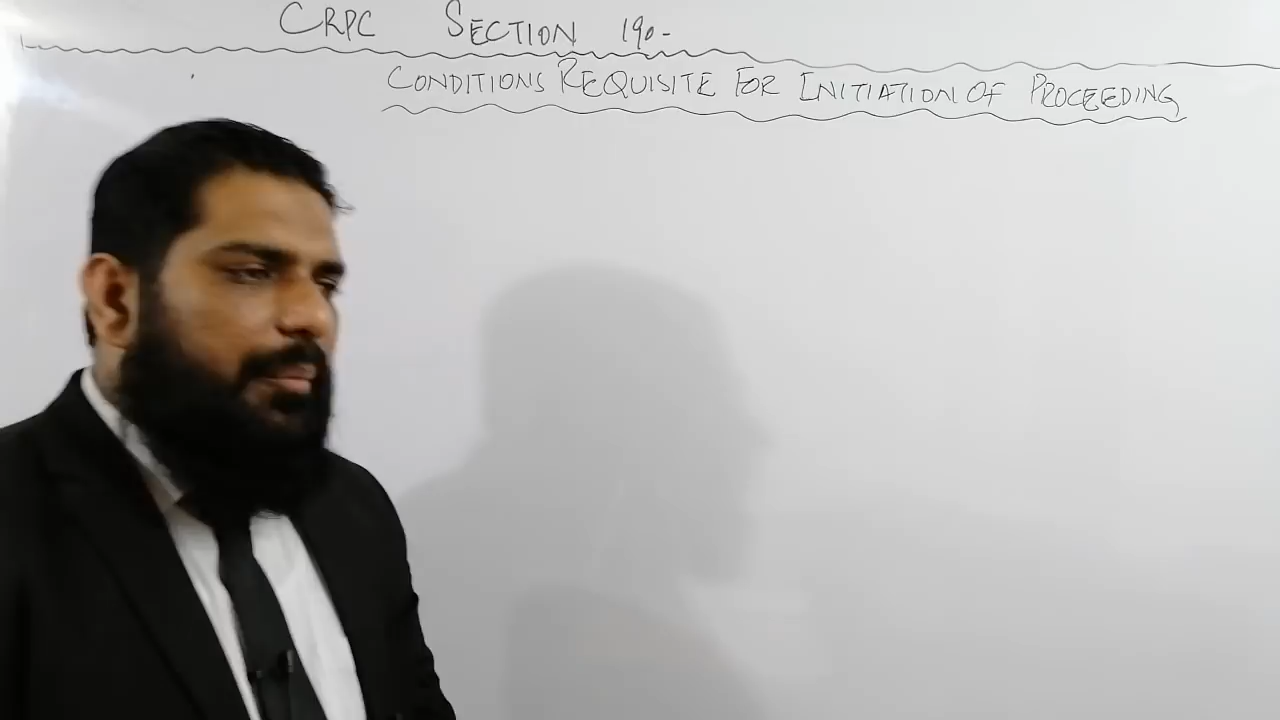 CRPC SECTION 190-
CONDITIONS REQUISITE FOR INITIATION OF PROCEEDING